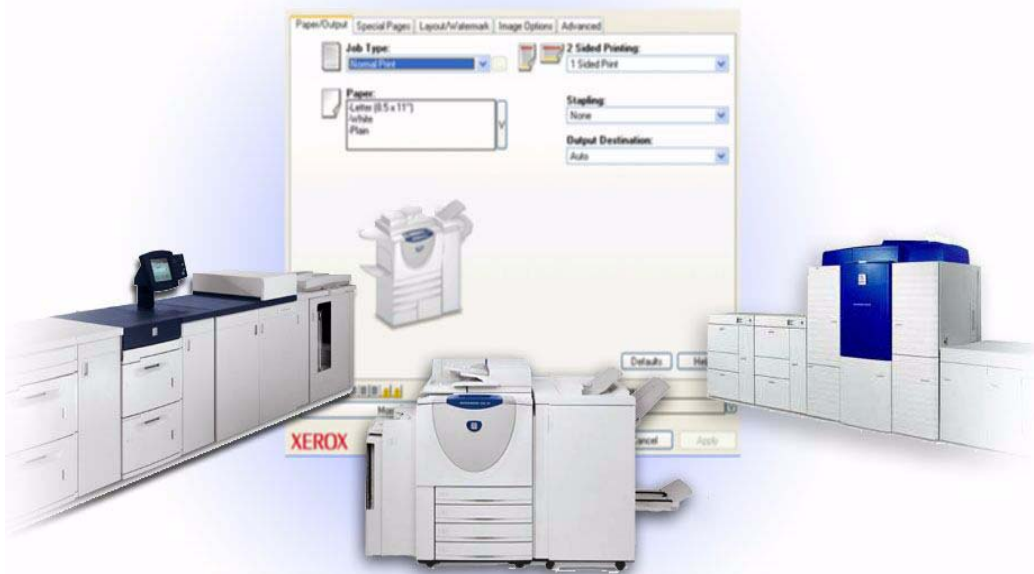 Paper/Output Special Pages Layout/Watermark Image Options Advanced
Job Type: 2 Sided Printing:
Normal Print 1 Sided Print
Paper:
-Letter (8.5 x 11")
-White
-Plain
Stapling:
None
Output Destination:
Auto
Defaults
XEROX Cancel Apply